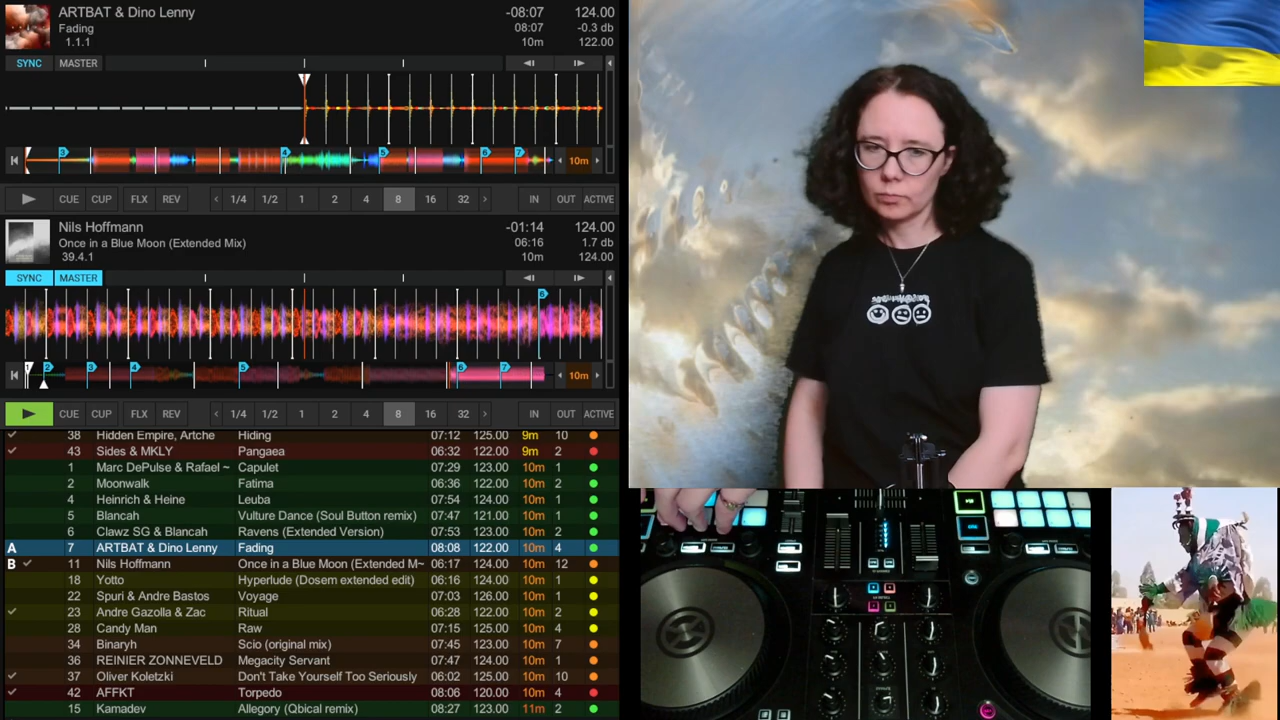 ARTBAT & Dino Lenny -08:07 124.00
Fading 08:07 -0.3 db
1.1.1 10m 122.00
SYNC MASTER
3 4 5 6 7 10m
CUE CUP FLX REV 1/4 1/2 1 2 4 8 16 32 IN OUT ACTIVE
Nils Hoffmann -01:14 124.00
Once in a Blue Moon (Extended Mix) 06:16 1.7 db
39.4.1 10m 124.00
SYNC MASTER
6
1 2 3 4 5 6 7 10m
CUE CUP FLX REV 1/4 1/2 1 2 4 8 16 32 IN OUT ACTIVE
38 Hidden Empire, Artche Hiding 07:12 125.00 9m 10
43 Sides & MKLY Pangaea 06:32 122.00 9m 2
1 Marc DePulse & Rafael ~ Capulet 07:29 123.00 10m 1
2 Moonwalk Fatima 06:36 122.00 10m 2
4 Heinrich & Heine Leuba 07:54 124.00 10m 1
5 Blancah Vulture Dance (Soul Button remix) 07:47 121.00 10m 1
6 Clawz SG & Blancah Ravens (Extended Version) 07:53 123.00 10m 2
A 7 ARTBAT & Dino Lenny Fading 08:08 122.00 10m 4
B 11 Nils Hoffmann Once in a Blue Moon (Extended M~ 06:17 124.00 10m 12
18 Yotto Hyperlude (Dosem extended edit) 06:16 124.00 10m 1
22 Spuri & Andre Bastos Voyage 07:03 126.00 10m 1
23 Andre Gazolla & Zac Ritual 06:28 122.00 10m 2
28 Candy Man Raw 07:15 125.00 10m 4
34 Binaryh Scio (original mix) 07:45 123.00 10m 7
36 REINIER ZONNEVELD Megacity Servant 07:47 124.00 10m 1
37 Oliver Koletzki Don't Take Yourself Too Seriously 06:02 125.00 10m 10
42 AFFKT Torpedo 08:06 120.00 10m 4
15 Kamadev Allegory (Qbical remix) 08:27 123.00 11m 2